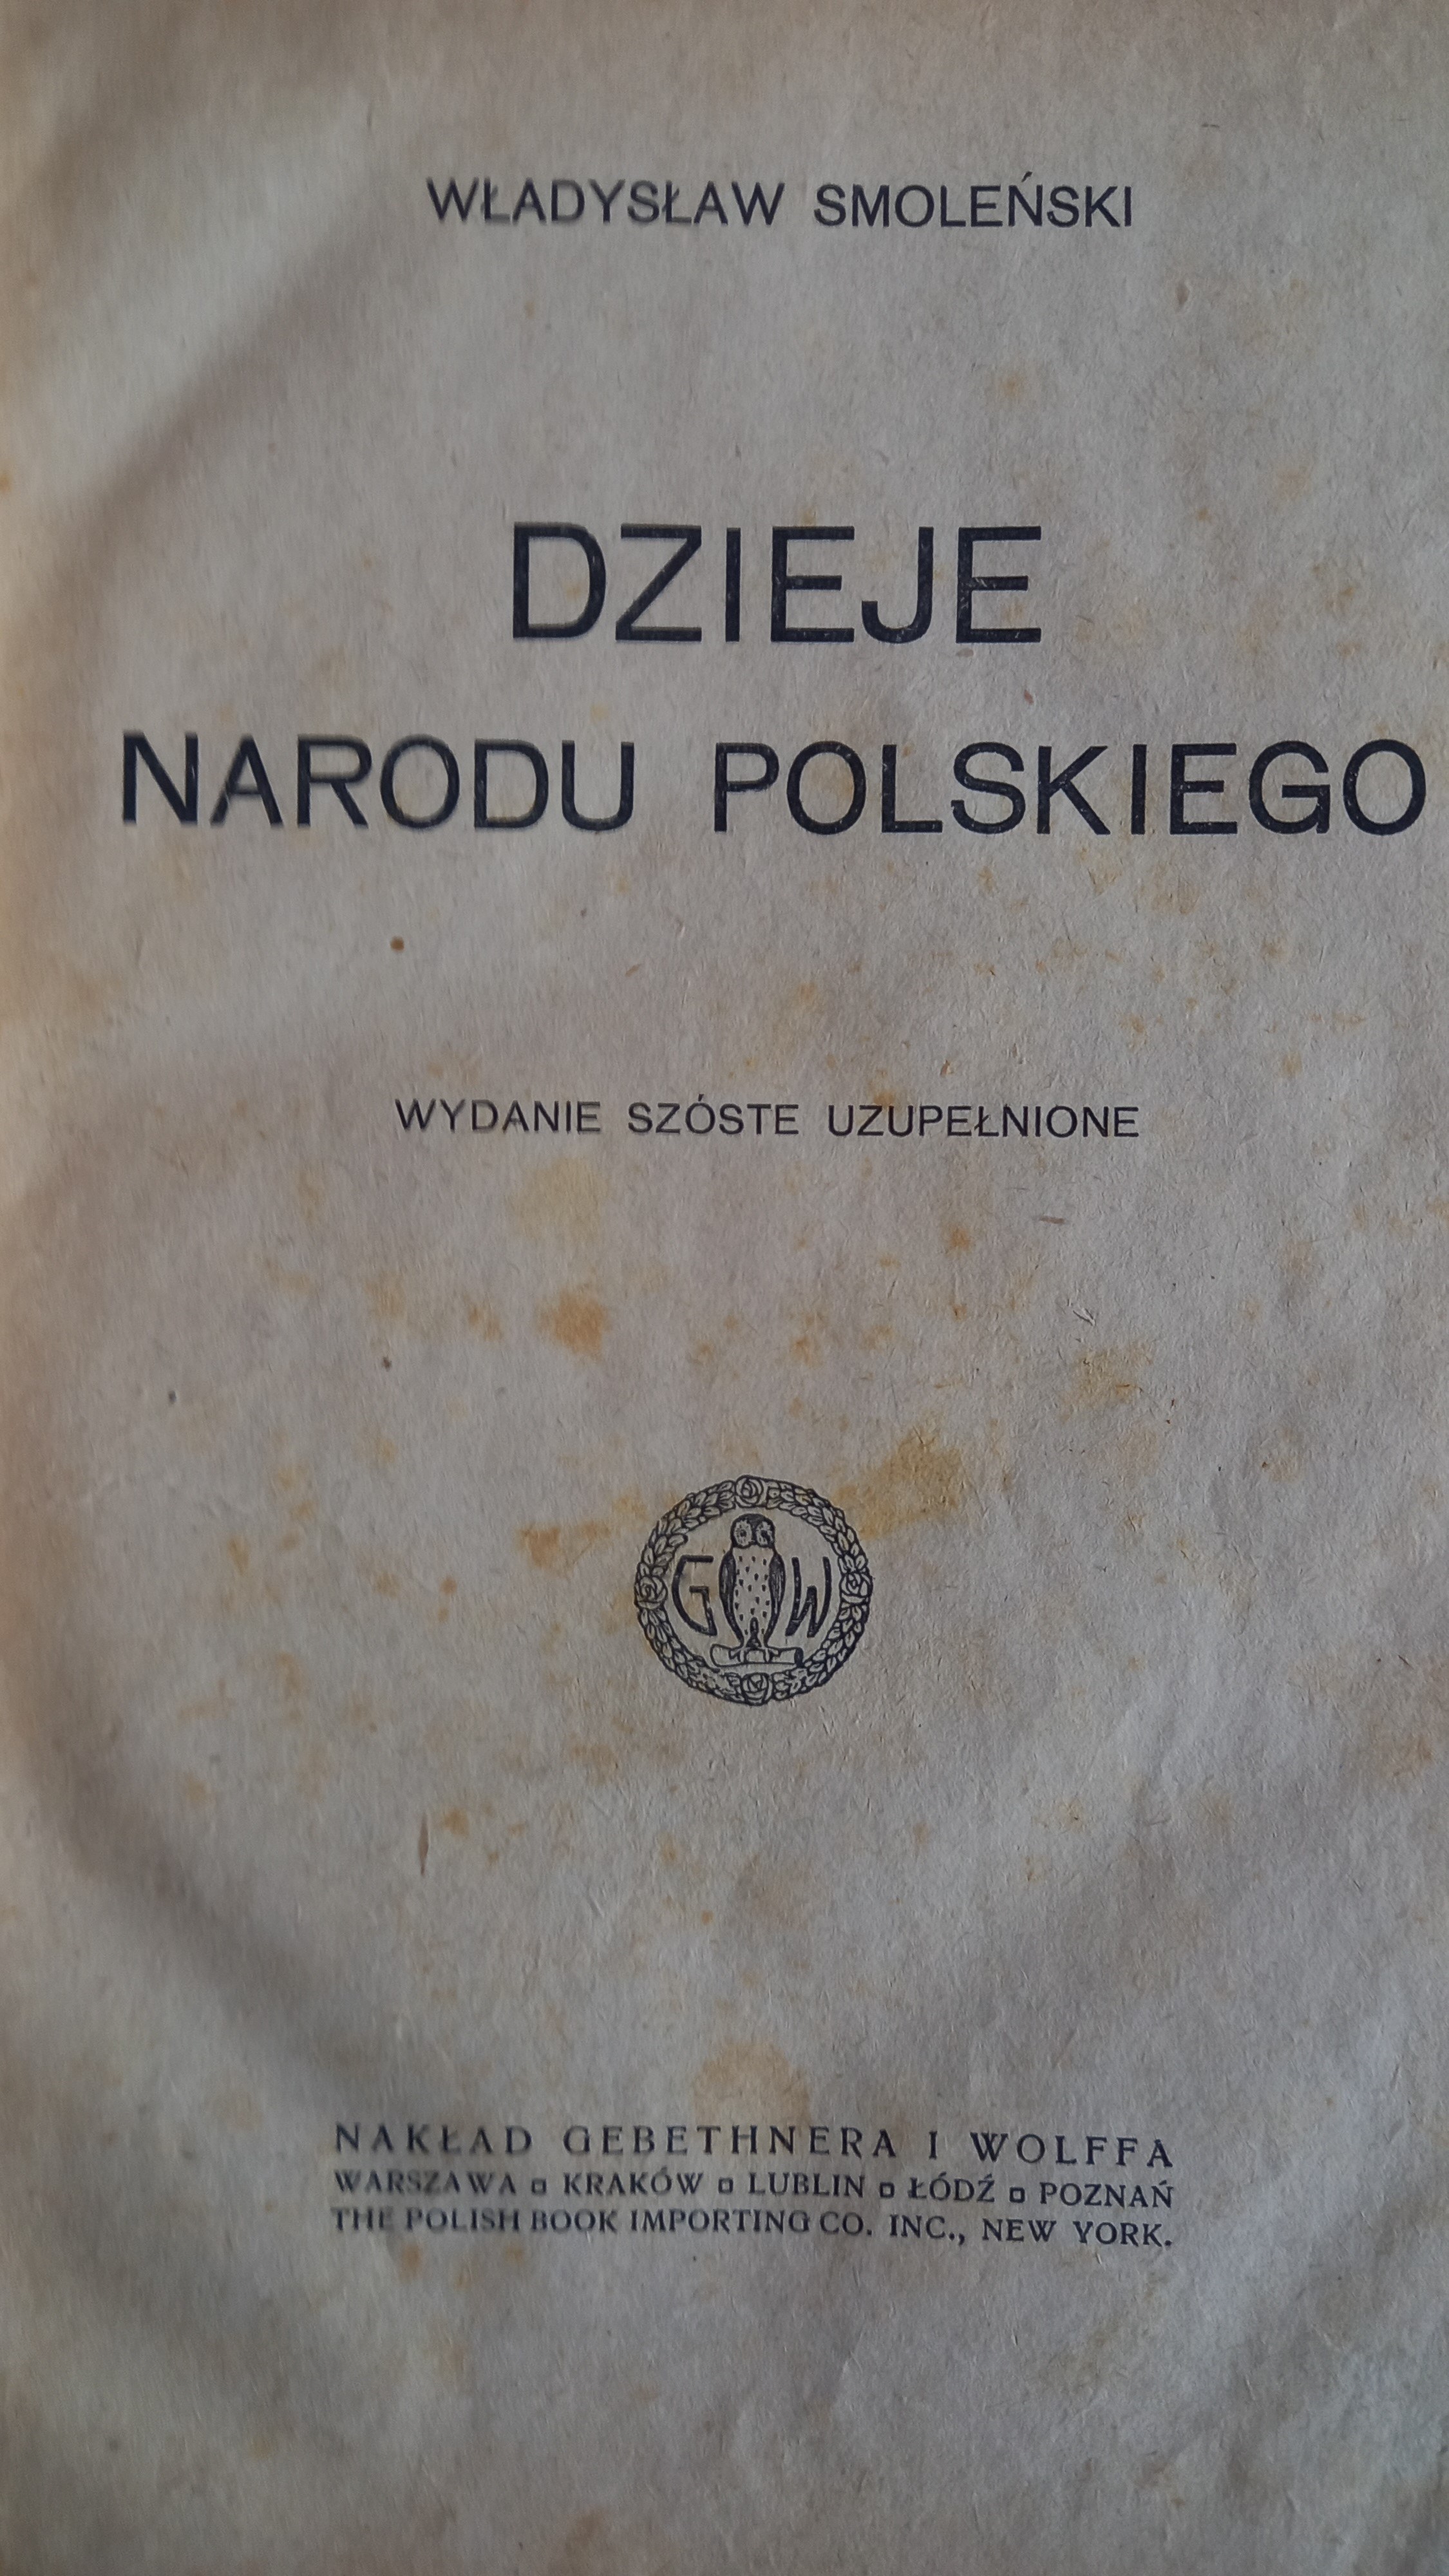 WŁADYSŁAW SMOLEŃSKI
DZIEJE
NARODU POLSKIEGO
WYDANIE SZÓSTE UZUPEŁNIONE
G W
NAKŁAD GEBETHNERA I WOLFFA
WARSZAWA ▫ KRAKÓW ▫ LUBLIN ▫ ŁÓDŹ ▫ POZNAŃ
THE POLISH BOOK IMPORTING CO. INC., NEW YORK.